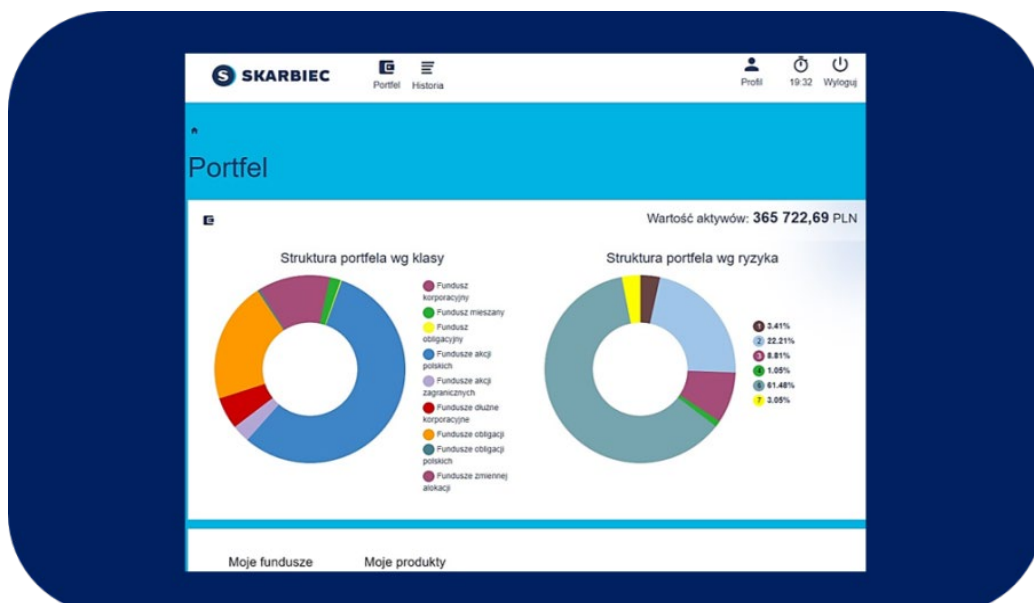 SKARBIEC
Portfel
Historia
Profil
19:32
Wyloguj
Portfel
Wartość aktywów: 365 722,69 PLN
Struktura portfela wg klasy
Fundusz
korporacyjny
Fundusz mieszany
Fundusz
obligacyjny
Fundusze akcji
polskich
Fundusze akcji
zagranicznych
Fundusze dłużne
korporacyjne
Fundusze obligacji
Fundusze obligacji
polskich
Fundusze zmiennej
alokacji
Struktura portfela wg ryzyka
1 3.41%
2 22.21%
3 8.81%
4 1.05%
6 61.48%
7 3.05%
Moje fundusze
Moje produkty